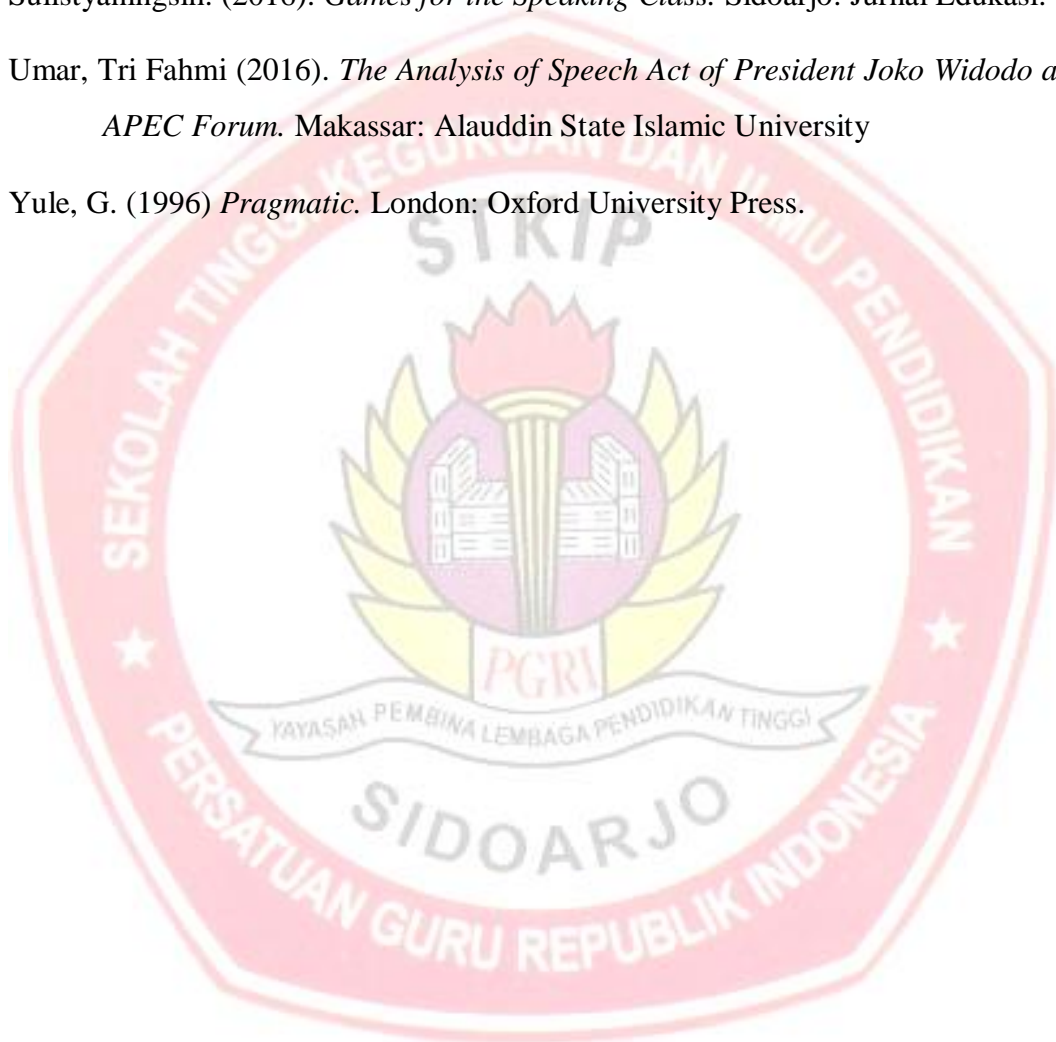 Sulistyaningsih. (2016). Games for the Speaking Class. Sidoarjo: Jurnal Edukasi.
Umar, Tri Fahmi (2016). The Analysis of Speech Act of President Joko Widodo a
APEC Forum. Makassar: Alauddin State Islamic University
Yule, G. (1996) Pragmatic. London: Oxford University Press.
SEKOLAH TINGGI KEGURUAN DAN ILMU PENDIDIKAN
STKIP
PGRI
YAYASAN PEMBINA LEMBAGA PENDIDIKAN TINGGI
SIDOARJO
PERSATUAN GURU REPUBLIK INDONESIA